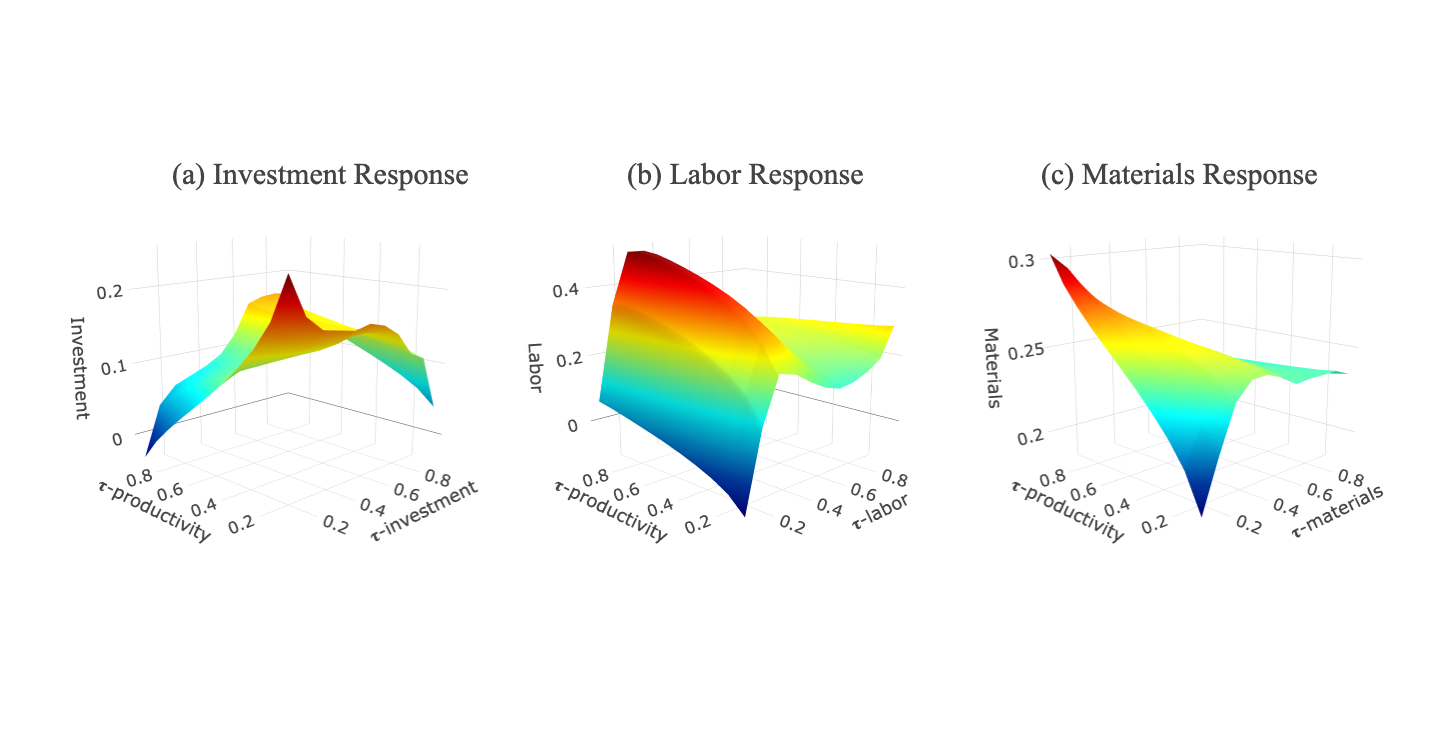 (a) Investment Response
(b) Labor Response
(c) Materials Response
0.2
0.1
0
Investment
0.8
0.6
0.4
0.2
τ-productivity
0.2
0.4
0.6
0.8
τ-investment
0.4
0.2
0
Labor
0.8
0.6
0.4
0.2
τ-productivity
0.2
0.4
0.6
0.8
τ-labor
0.3
0.25
0.2
Materials
0.8
0.6
0.4
0.2
τ-productivity
0.2
0.4
0.6
0.8
τ-materials